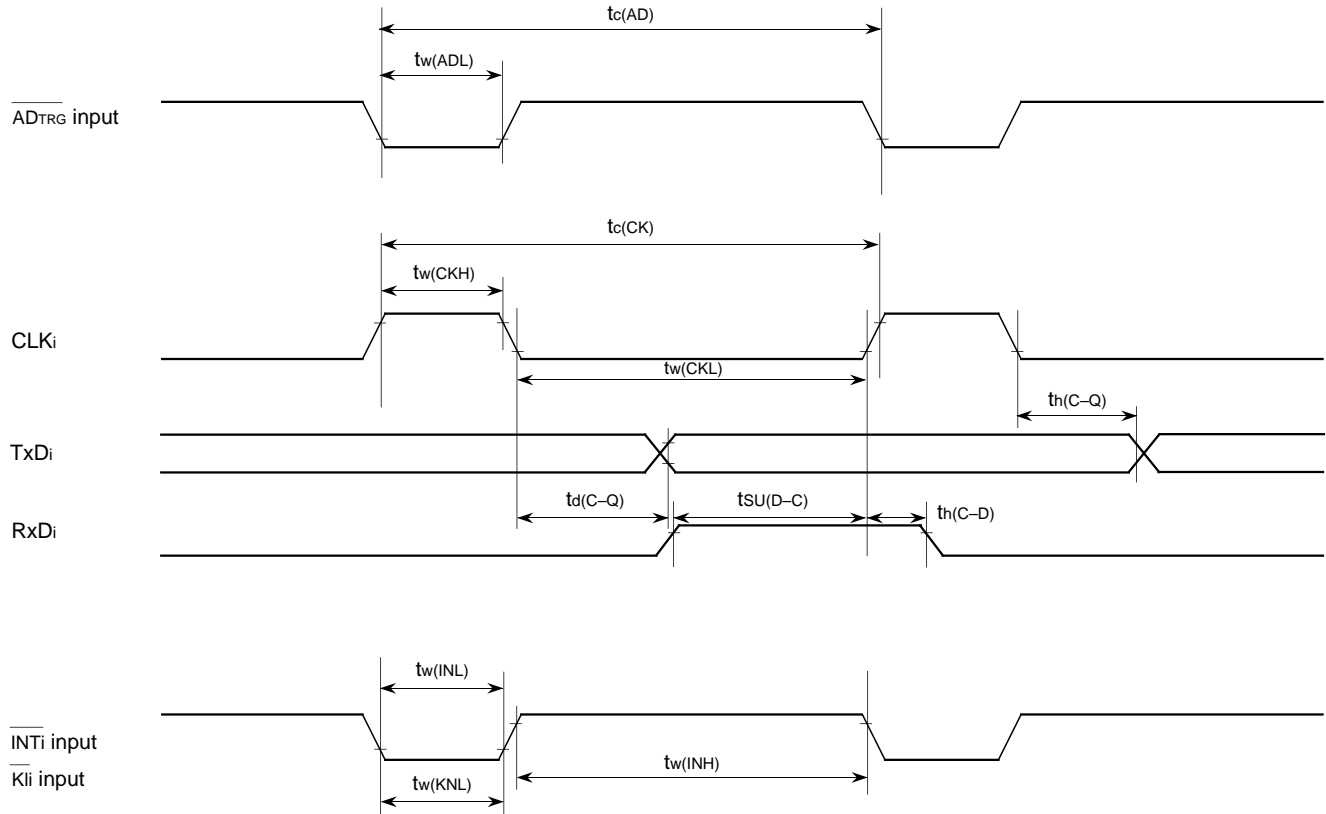 tc(AD)
tw(ADL)
ADTRG input
tc(CK)
tw(CKH)
CLKi
tw(CKL)
th(C–Q)
TxDi
td(C–Q)
tSU(D–C)
th(C–D)
RxDi
tw(INL)
INTi input
KIi input
tw(INH)
tw(KNL)